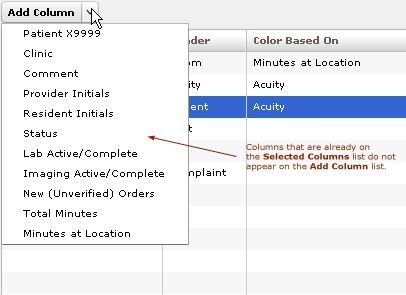 Add Column
der Color Based On
Patient X9999
Clinic
om Minutes at Location
Comment
uity Acuity
Provider Initials
ent Acuity
Resident Initials
Status
t
Columns that are already on
the Selected Columns list do not
appear on the Add Column list.
Lab Active/Complete
Imaging Active/Complete
mplaint
New (Unverified) Orders
Total Minutes
Minutes at Location